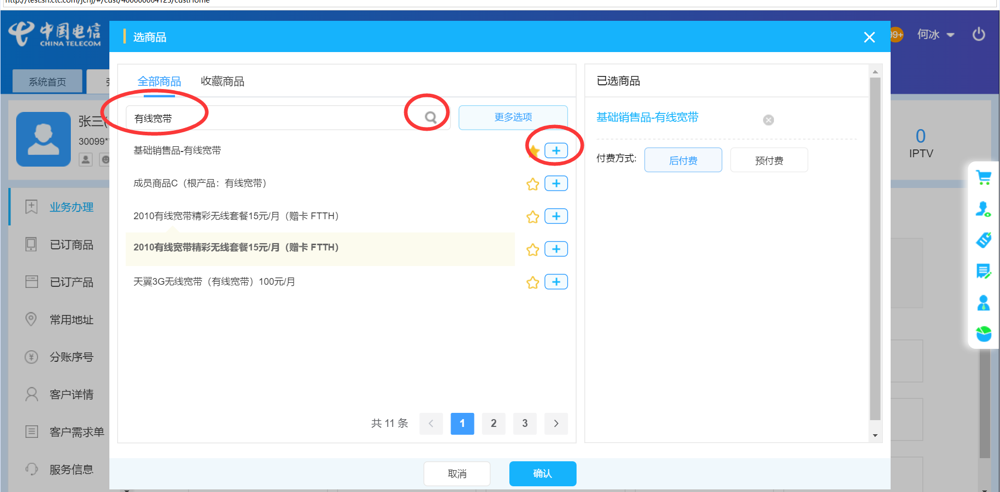 http://test.sh.ctc.com/jchj/#/cust/400000064125/custHome
中国电信
CHINA TELECOM
选商品
99+
何冰
系统首页
全部商品
收藏商品
已选商品
有线宽带
更多选项
张三(
30099*
基础销售品-有线宽带
基础销售品-有线宽带
付费方式:
后付费
预付费
0
IPTV
成员商品C（根产品：有线宽带）
2010有线宽带精彩无线套餐15元/月（赠卡 FTTH）
2010有线宽带精彩无线套餐15元/月（赠卡 FTTH）
天翼3G无线宽带（有线宽带）100元/月
业务办理
已订商品
已订产品
常用地址
分账序号
客户详情
客户需求单
服务信息
共 11 条
1
2
3
取消
确认